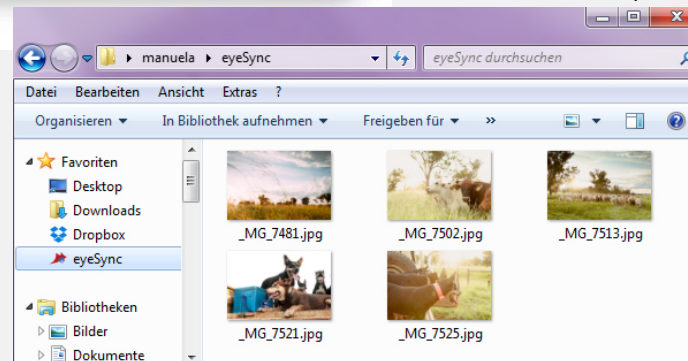 manuela eyeSync
eyeSync durchsuchen
Datei Bearbeiten Ansicht Extras ?
Organisieren In Bibliothek aufnehmen Freigeben für »
Favoriten
Desktop
Downloads
Dropbox
eyeSync
Bibliotheken
Bilder
Dokumente
_MG_7481.jpg
_MG_7502.jpg
_MG_7513.jpg
_MG_7521.jpg
_MG_7525.jpg